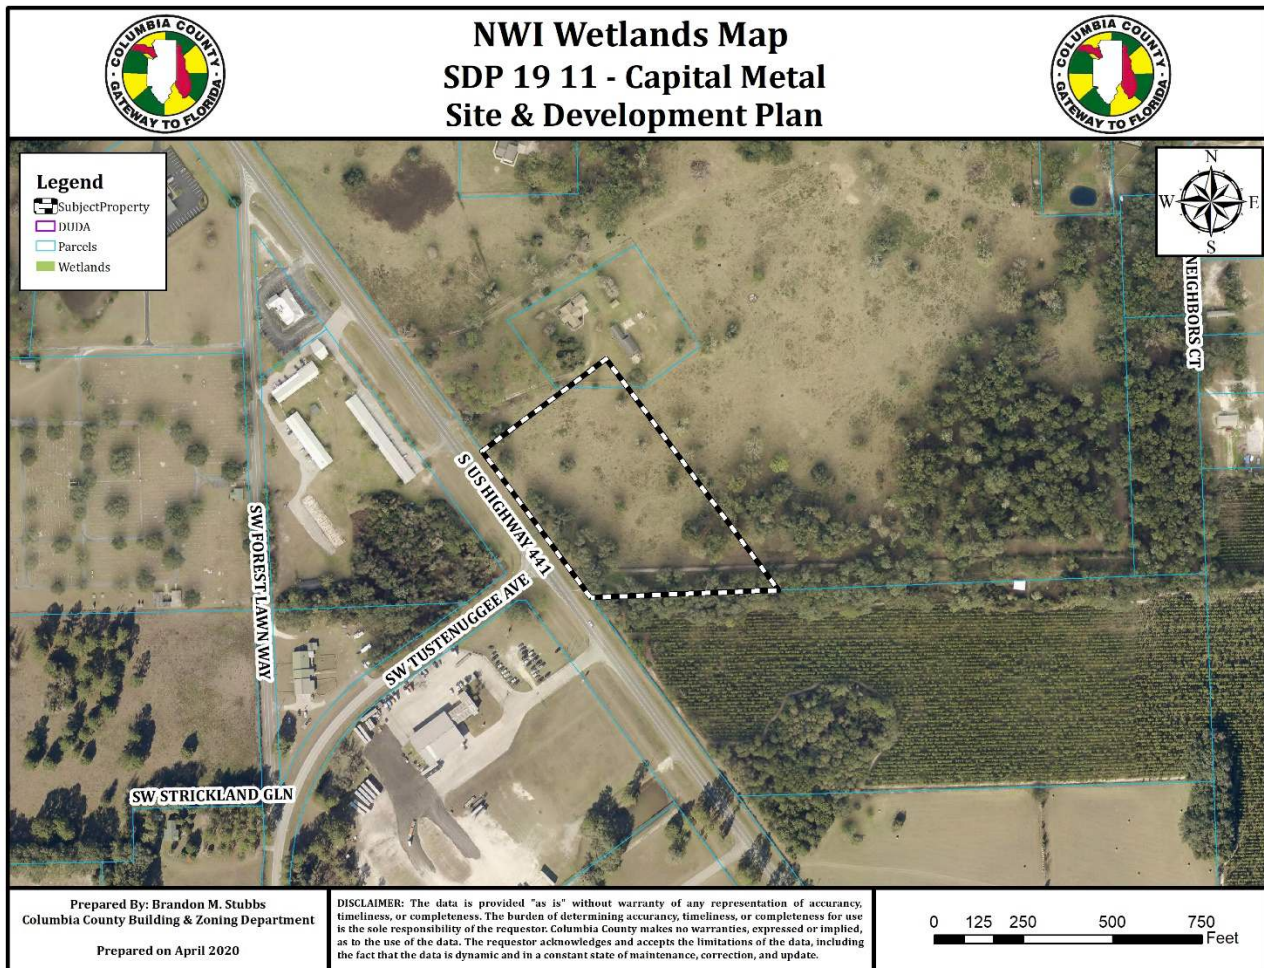 COLUMBIA COUNTY
GATEWAY TO FLORIDA
NWI Wetlands Map
SDP 19 11 - Capital Metal
Site & Development Plan
COLUMBIA COUNTY
GATEWAY TO FLORIDA
Legend
SubjectProperty
DUDA
Parcels
Wetlands
N
W E
S
NEIGHBORS CT
S US HIGHWAY 441
SW FOREST LAWN WAY
SW TUSTENUGGEE AVE
SW STRICKLAND GLN
Prepared By: Brandon M. Stubbs
Columbia County Building & Zoning Department
Prepared on April 2020
DISCLAIMER: The data is provided "as is" without warranty of any representation of accuracy,
timeliness, or completeness. The burden of determining accuracy, timeliness, or completeness for use
is the sole responsibility of the requestor. Columbia County makes no warranties, expressed or implied,
as to the use of the data. The requestor acknowledges and accepts the limitations of the data, including
the fact that the data is dynamic and in a constant state of maintenance, correction, and update.
0 125 250 500 750
Feet